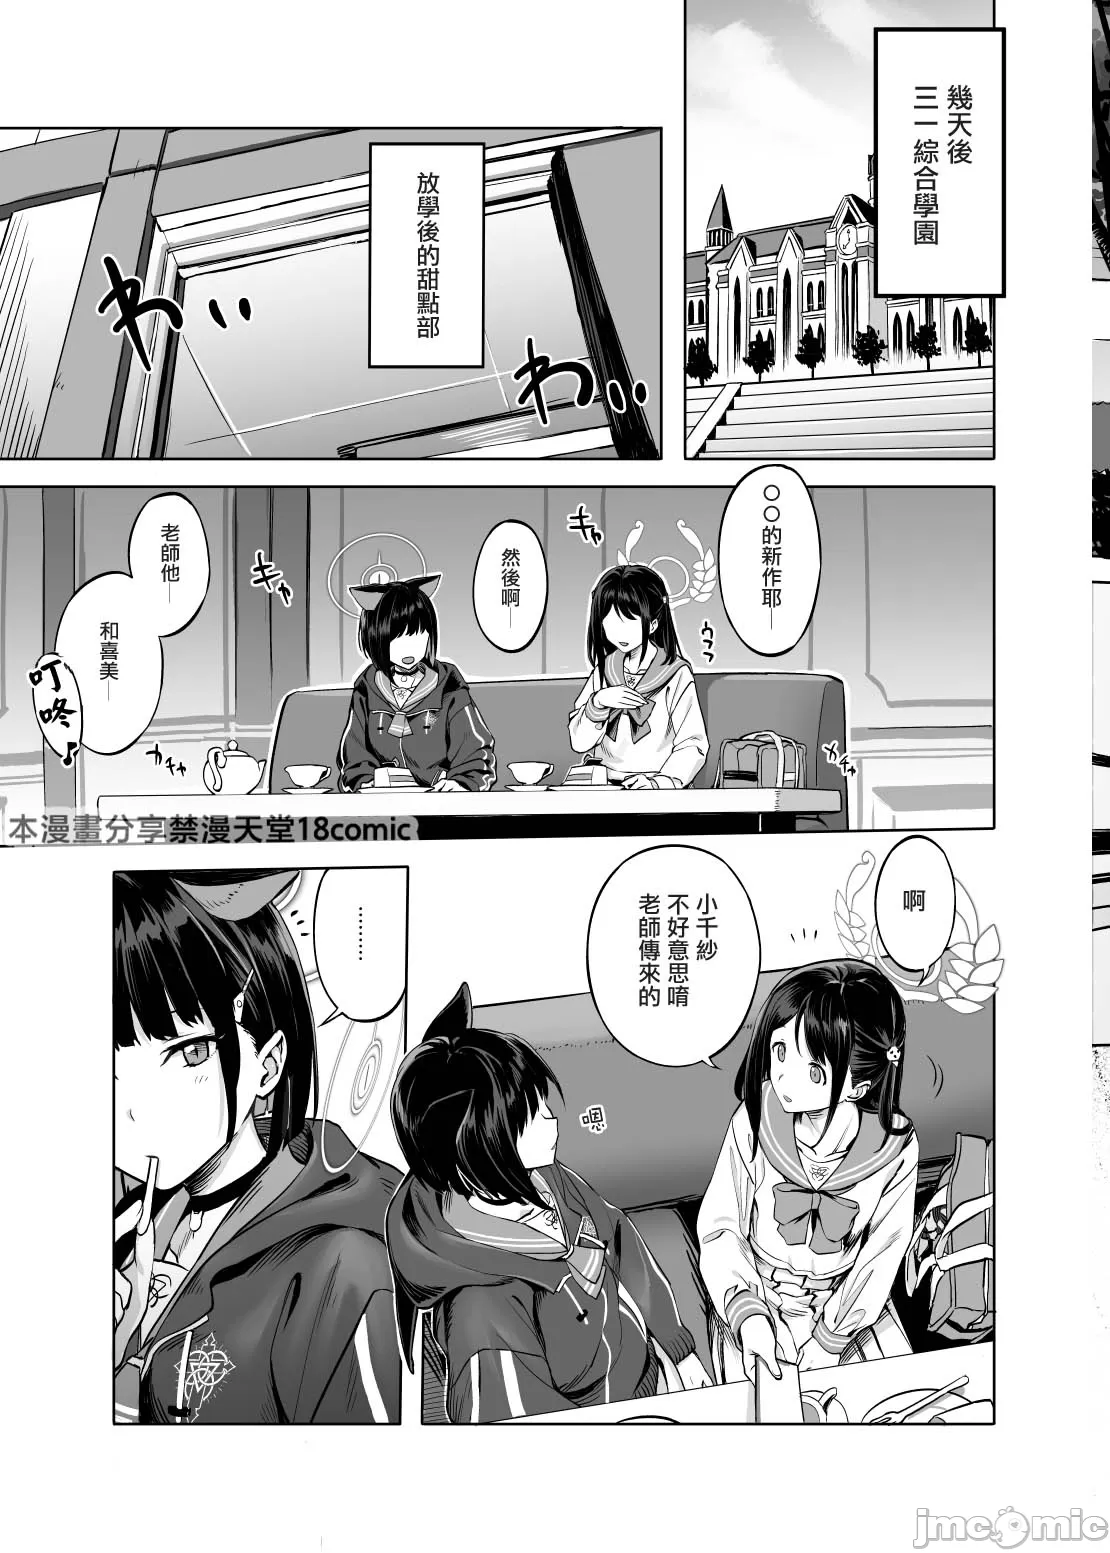 幾天後
三一綜合學園
放學後的甜點部
わ
い
わ
い
〇〇的新作耶—
然後啊—
キャ
キャ
ウフフ
老師他—
和喜美—
叮咚♪
カチャ
カチャ
本漫畫分享禁漫天堂18comic
啊
小千紗
不好意思唷
老師傳來的
嗯
………
jmcomic